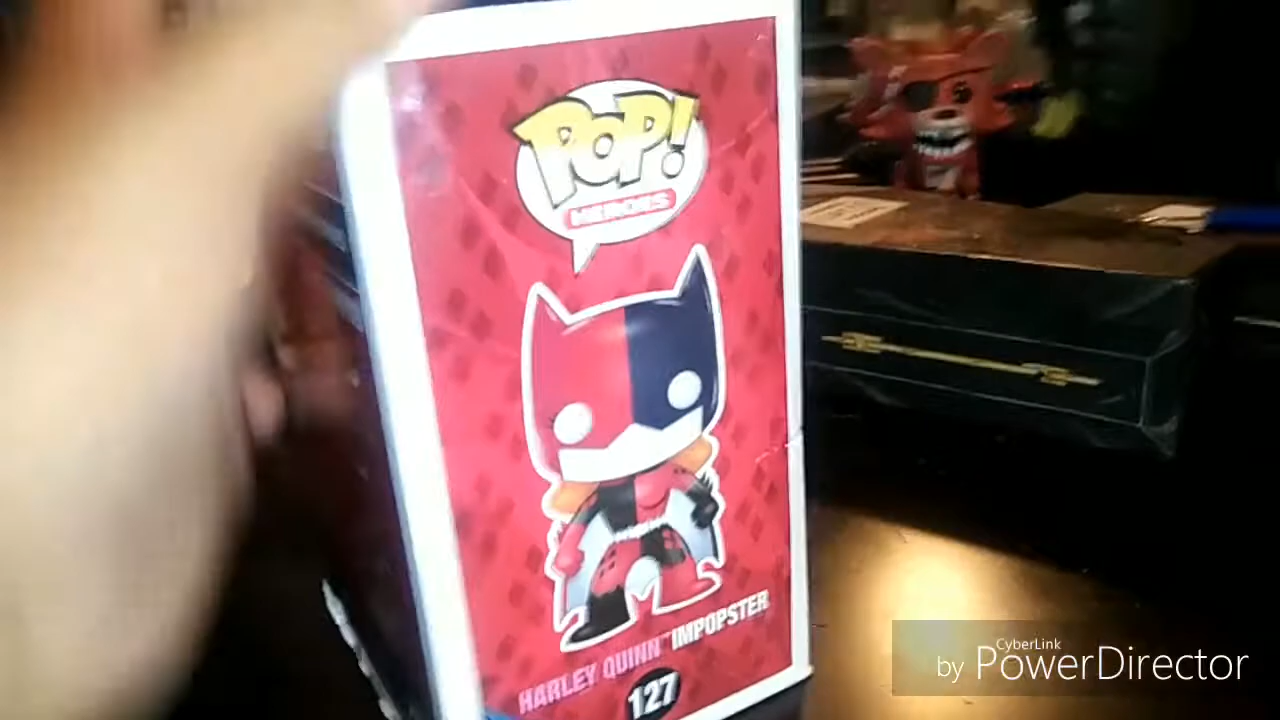 POP!
HEROES
HARLEY QUINN™ IMPOPSTER
127
CyberLink
by PowerDirector